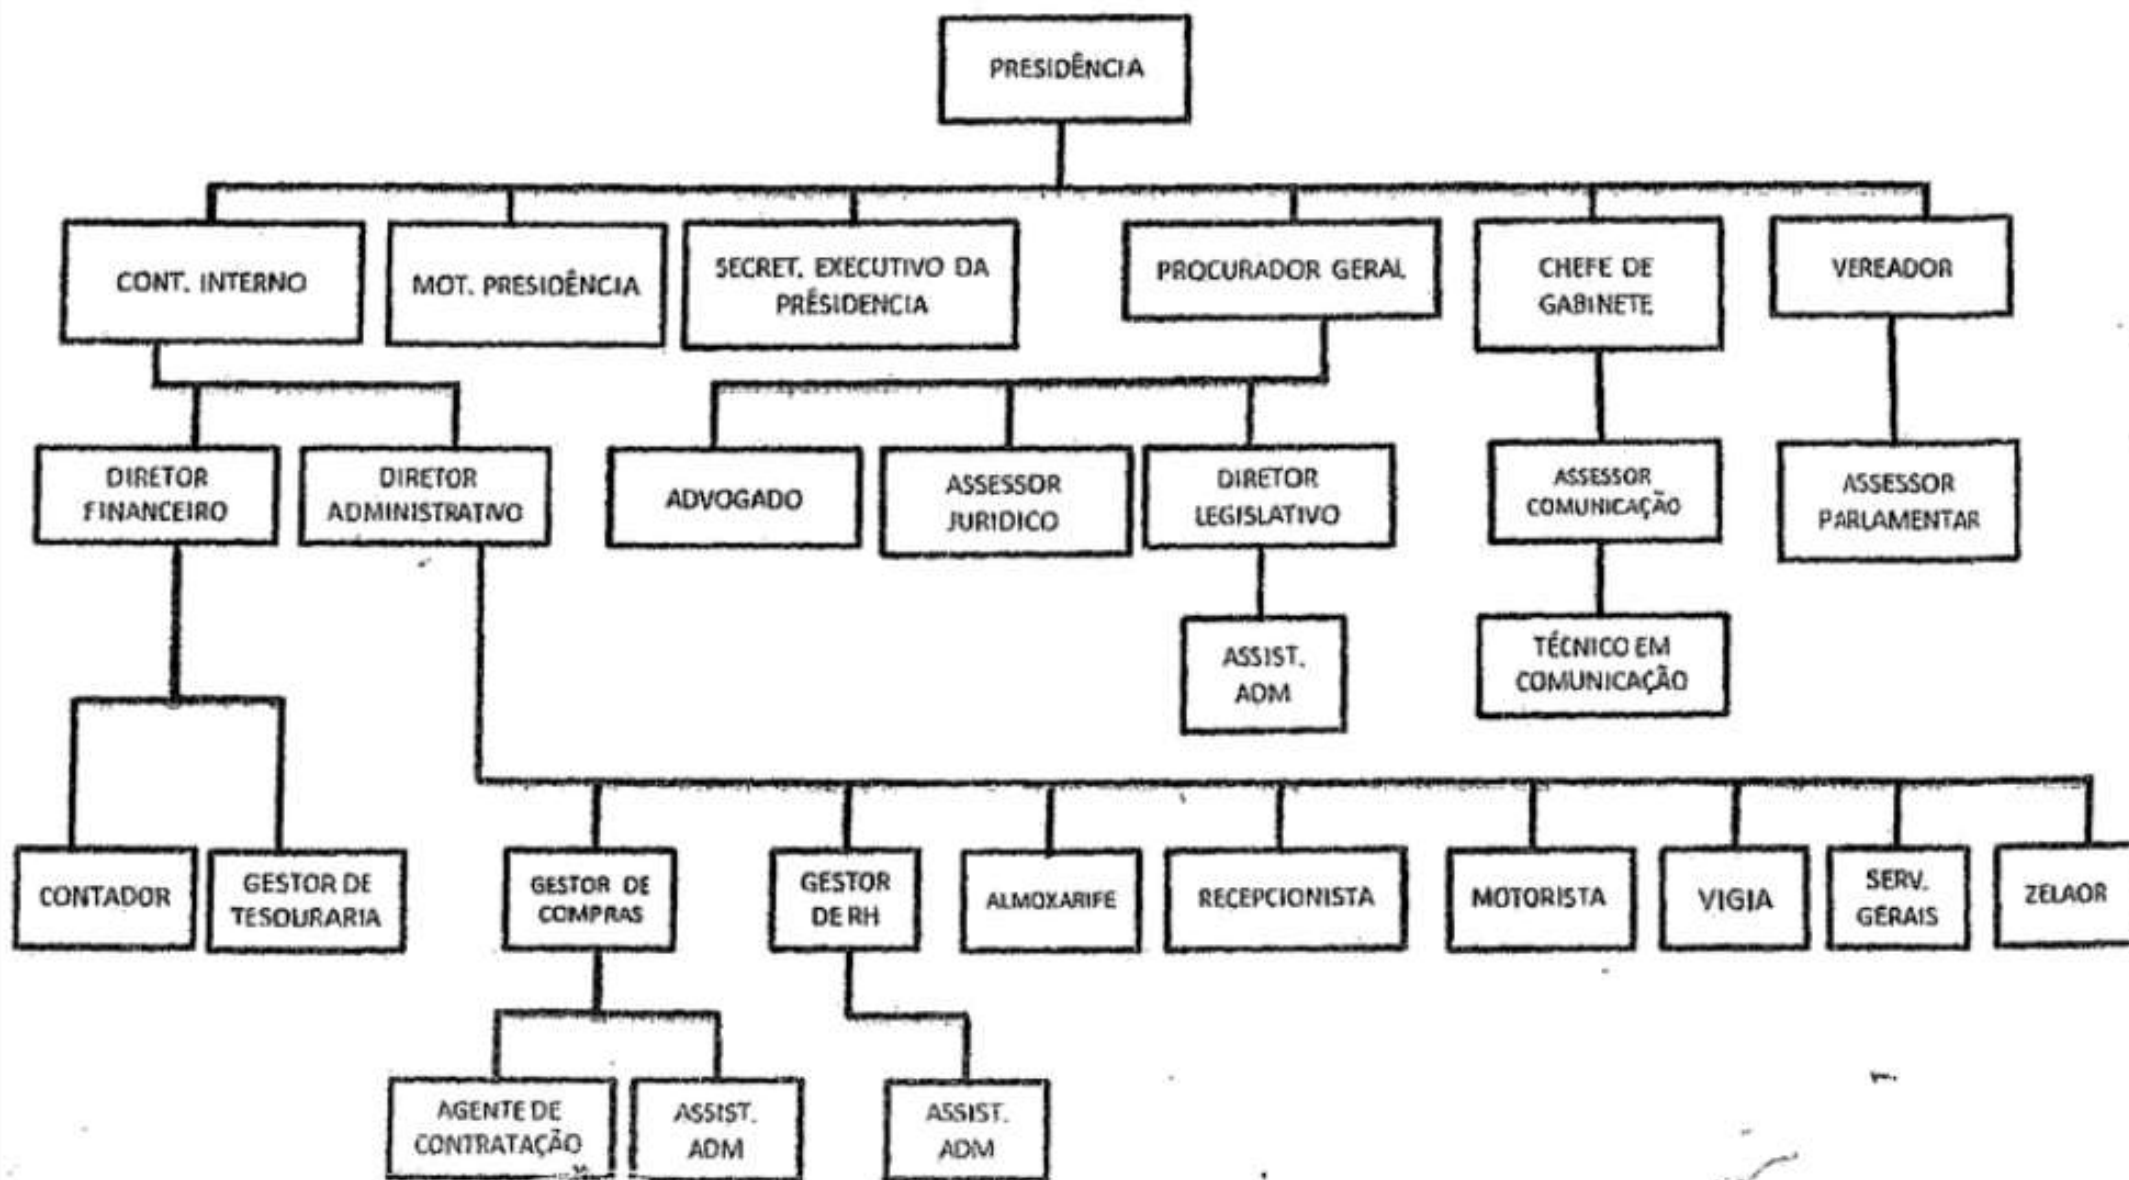 PRESIDÊNCIA
CONT. INTERNO
MOT. PRESIDÊNCIA
SECRET. EXECUTIVO DA
PRÊSIDENCIA
PROCURADOR GERAL
CHEFE DE
GABINETE
VEREADOR
DIRETOR
FINANCEIRO
DIRETOR
ADMINISTRATIVO
ADVOGADO
ASSESSOR
JURIDICO
DIRETOR
LEGISLATIVO
ASSESSOR
COMUNICAÇÃO
ASSESSOR
PARLAMENTAR
ASSIST.
ADM
TÉCNICO EM
COMUNICAÇÃO
CONTADOR
GESTOR DE
TESOURARIA
GESTOR DE
COMPRAS
GESTOR
DE RH
ALMOXARIFE
RECEPCIONISTA
MOTORISTA
VIGIA
SERV.
GERAIS
ZELAOR
AGENTE DE
CONTRATAÇÃO
ASSIST.
ADM
ASSIST.
ADM